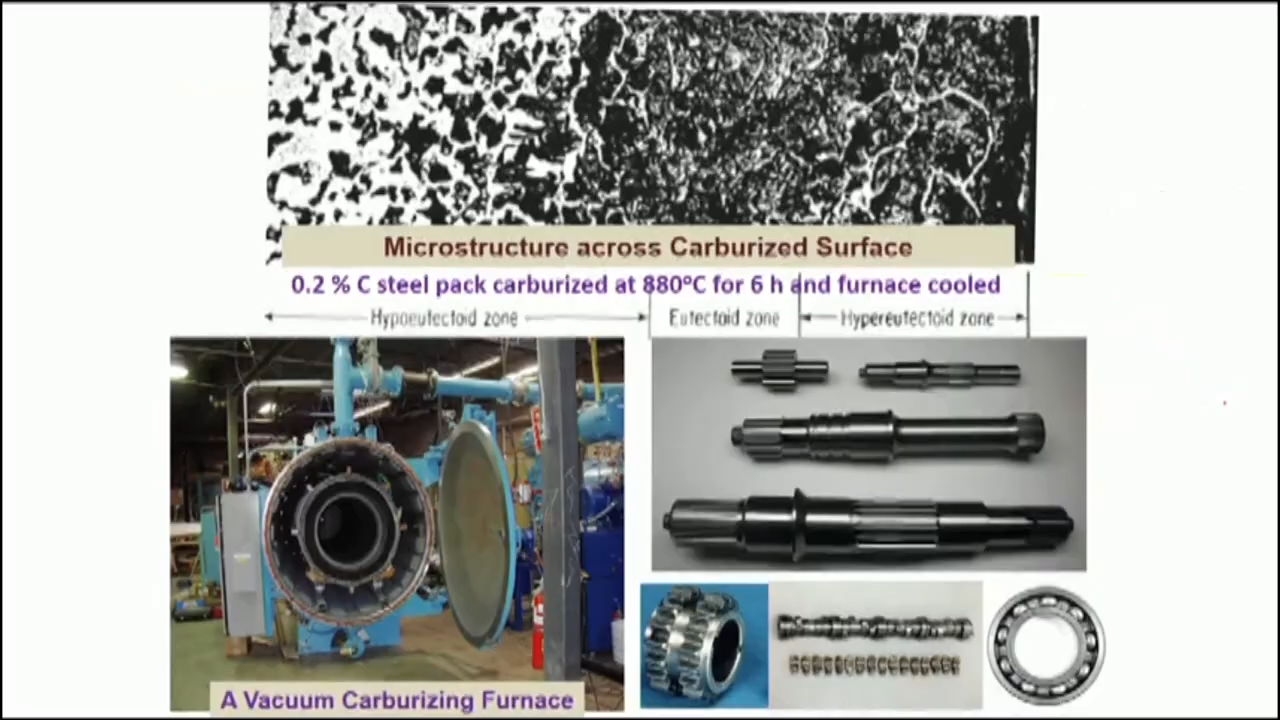 Microstructure across Carburized Surface
0.2 % C steel pack carburized at 880°C for 6 h and furnace cooled
Hypoeutectoid zone
Eutectoid zone
Hypereutectoid zone
A Vacuum Carburizing Furnace